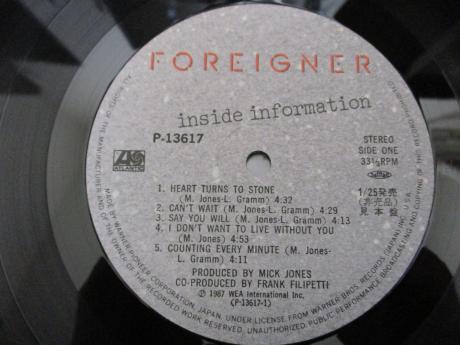 FOREIGNER
inside information
P-13617
STEREO
SIDE ONE
33⅓RPM
ATLANTIC
1/25発売
(非売品)
見本盤
1. HEART TURNS TO STONE
(M. Jones-L. Gramm) 4:32
2. CAN'T WAIT (M. Jones-L. Gramm) 4:29
3. SAY YOU WILL (M. Jones-L. Gramm) 4:13
4. I DON'T WANT TO LIVE WITHOUT YOU
(M. Jones) 4:53
5. COUNTING EVERY MINUTE (M. Jones-
L. Gramm) 4:11
PRODUCED BY MICK JONES
CO-PRODUCED BY FRANK FILIPETTI
Ⓟ 1987 WEA International Inc.
(P-13617-1)
ALL RIGHTS OF THE MANUFACTURER AND OF THE OWNER OF THE RECORDED WORK RESERVED. UNAUTHORIZED PUBLIC PERFORMANCE, BROADCASTING AND COPYING OF THIS RECORD PROHIBITED.
MADE BY WARNER-PIONEER CORPORATION, JAPAN, UNDER LICENSE FROM WARNER BROS. RECORDS (JAPAN) INC., U.S.A.